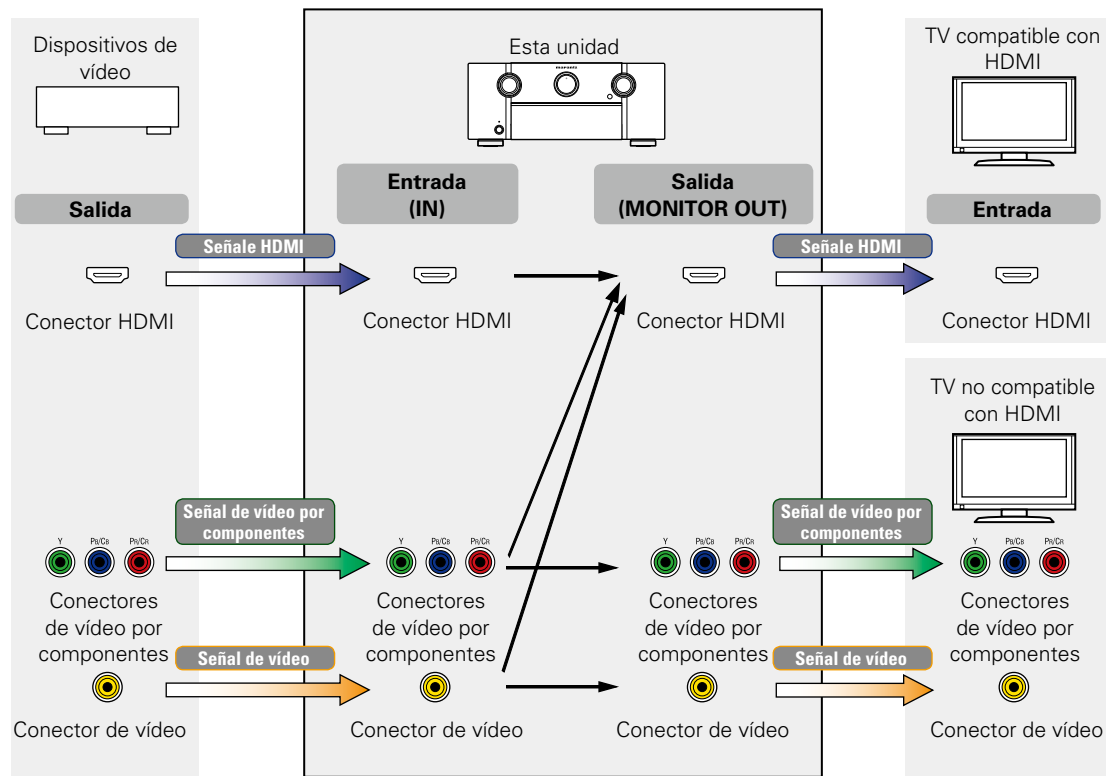 Dispositivos de
vídeo
Esta unidad
marantz
TV compatible con
HDMI
Salida
Entrada
(IN)
Salida
(MONITOR OUT)
Entrada
Señale HDMI
Señale HDMI
Conector HDMI
Conector HDMI
Conector HDMI
Conector HDMI
TV no compatible
con HDMI
Señal de vídeo por
componentes
Señal de vídeo por
componentes
Y PB/CB PR/CR
Y PB/CB PR/CR
Y PB/CB PR/CR
Y PB/CB PR/CR
Conectores
de vídeo por
componentes
Conectores
de vídeo por
componentes
Conectores
de vídeo por
componentes
Conectores
de vídeo por
componentes
Señal de vídeo
Señal de vídeo
Conector de vídeo
Conector de vídeo
Conector de vídeo
Conector de vídeo